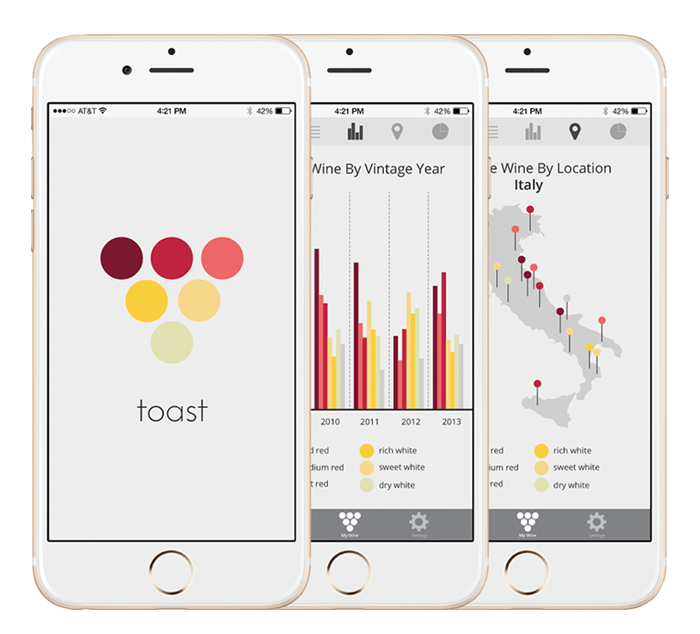 AT&T
4:21 PM
42%
toast
4:21 PM
42%
Wine By Vintage Year
2010
2011
2012
2013
red
rich white
red
sweet white
red
dry white
My Wine
Settings
4:21 PM
42%
Wine By Location
Italy
red
rich white
red
sweet white
red
dry white
My Wine
Settings